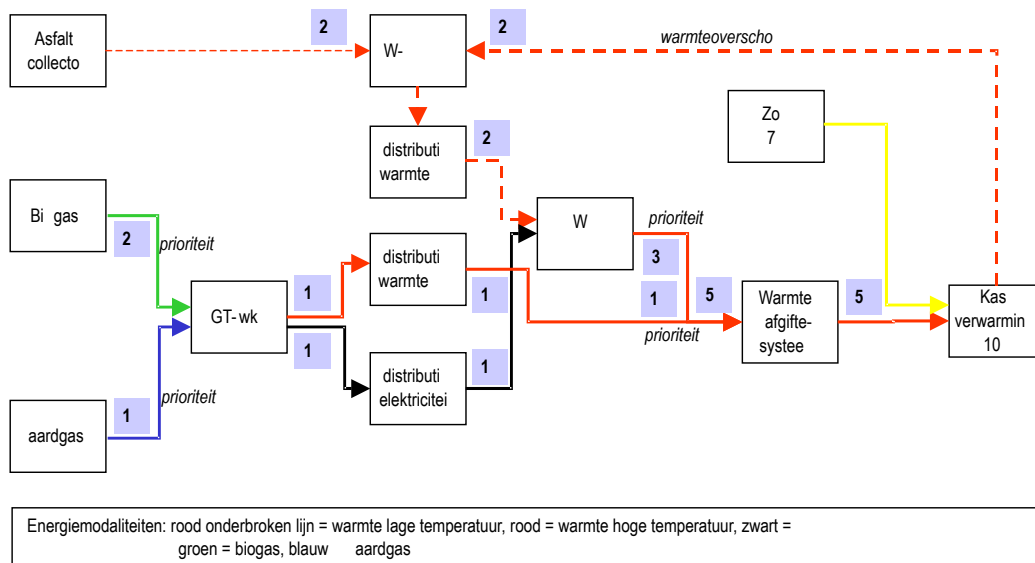 Asfalt
collecto
2
W-
2
warmteoverscho
distributi
warmte
2
Zo
7
Bi gas
2
prioriteit
W
prioriteit
3
distributi
warmte
1
1
1
5
prioriteit
GT-wk
1
Warmte
afgifte-
systee
5
Kas
verwarmin
10
distributi
elektricitei
1
prioriteit
1
aardgas
Energiemodaliteiten: rood onderbroken lijn = warmte lage temperatuur, rood = warmte hoge temperatuur, zwart =
groen = biogas, blauw aardgas